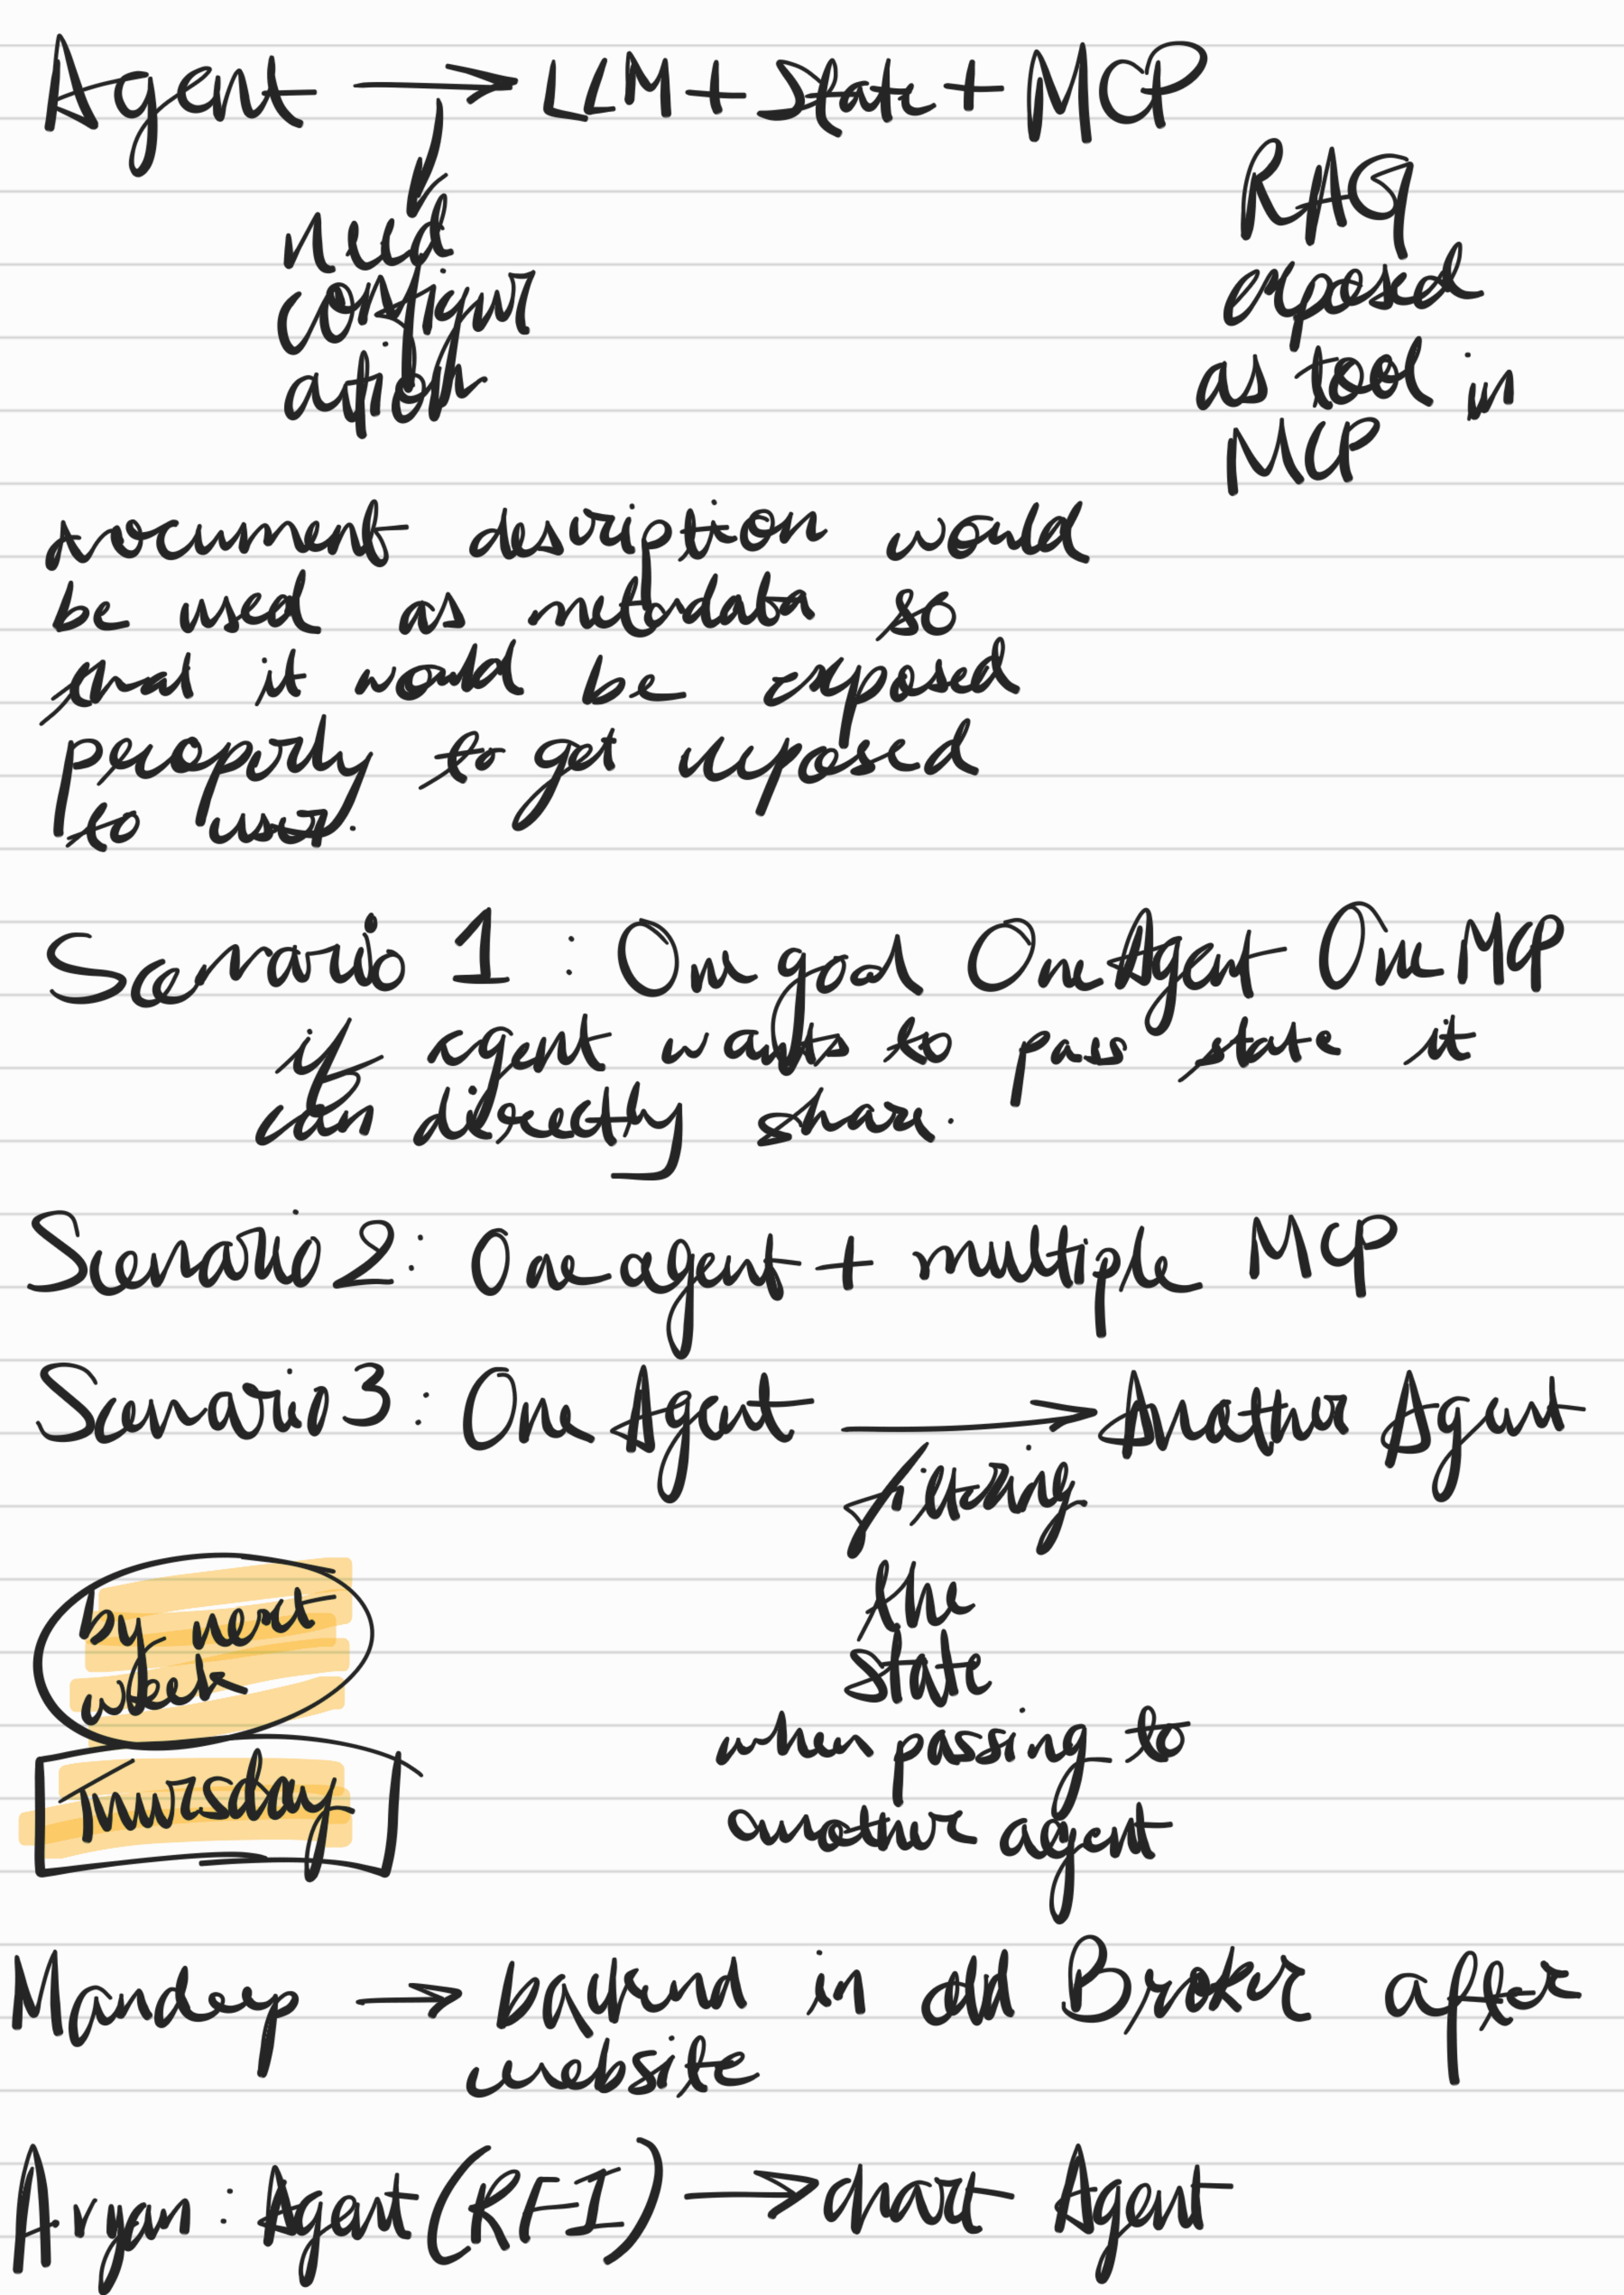 Agent → LLM + State + MCP
need
configur
ation
RAG
exposed
as tool in
MCP
document description would
be used as metadata so
that it would be exposed
properly to get exposed
to user.
Scenario 1 : One goal One Agent One MCP
if agent wants to pass state it
can directly share.
Scenario 2 : One agent + multiple MCP
Scenario 3 : One Agent → Another Agent
filtering
the
state
when passing to
another agent
by next
week
Thursday
Mandeep → backend in old Broker after
website
Aryan : Agent (RFI) → draft Agent